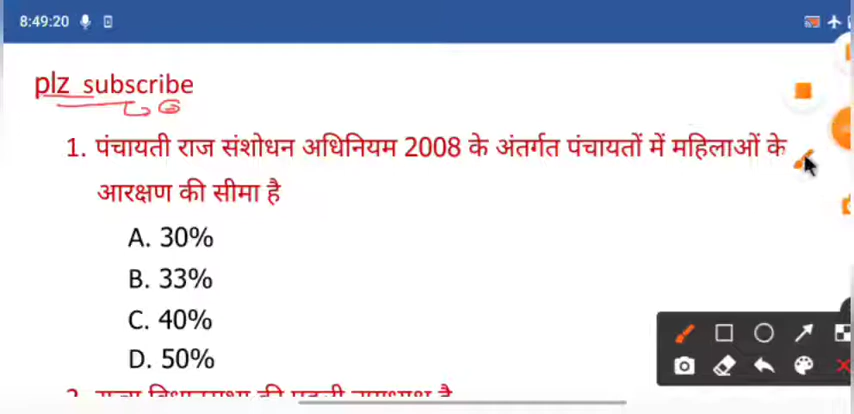 8:49:20
plz subscribe
1. पंचायती राज संशोधन अधिनियम 2008 के अंतर्गत पंचायतों में महिलाओं के
आरक्षण की सीमा है
A. 30%
B. 33%
C. 40%
D. 50%